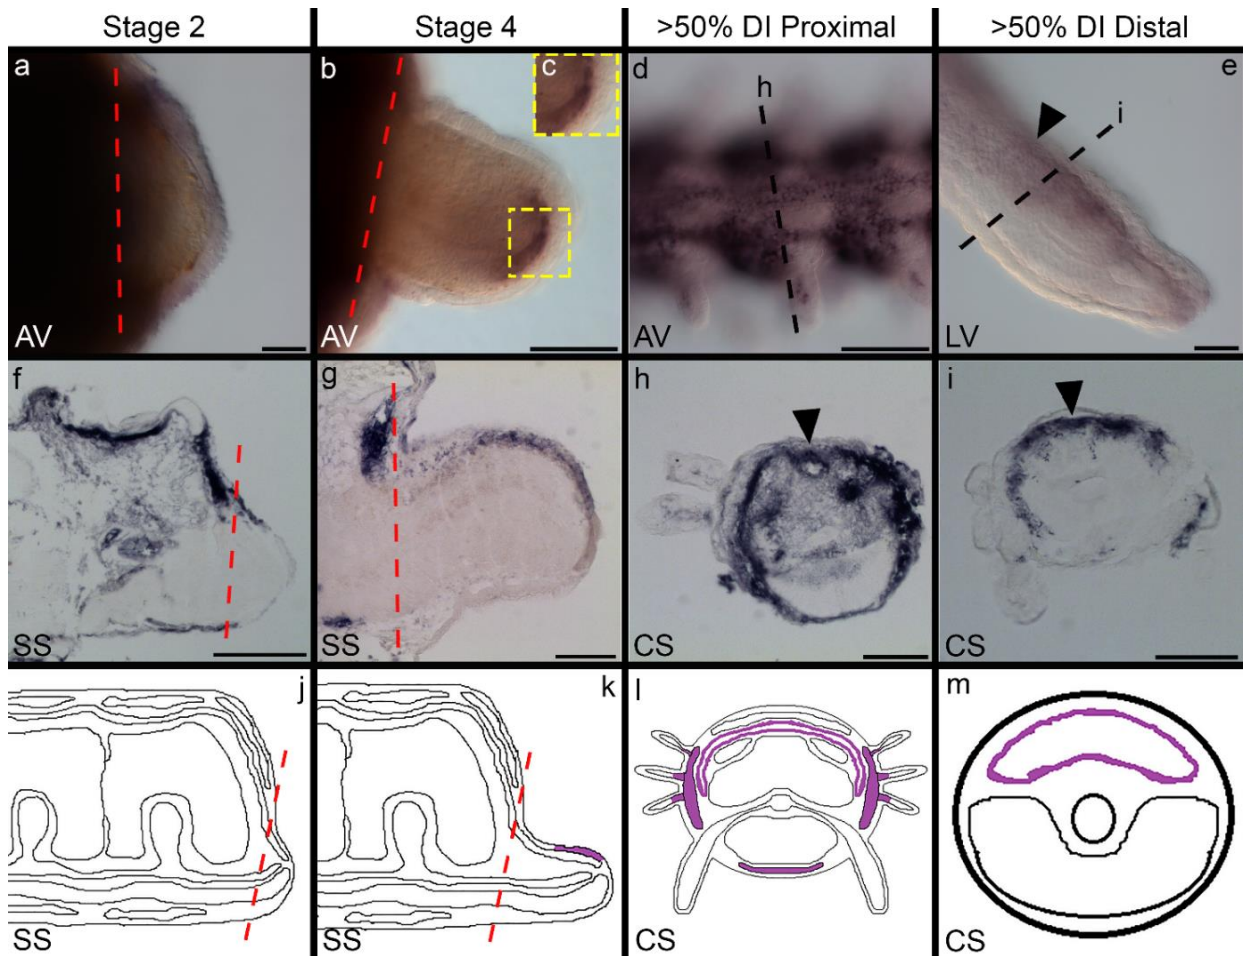 Stage 2 Stage 4 >50% DI Proximal >50% DI Distal
a b c d h e i
AV AV AV LV
f g h i
SS SS CS CS
j k l m
SS SS CS CS